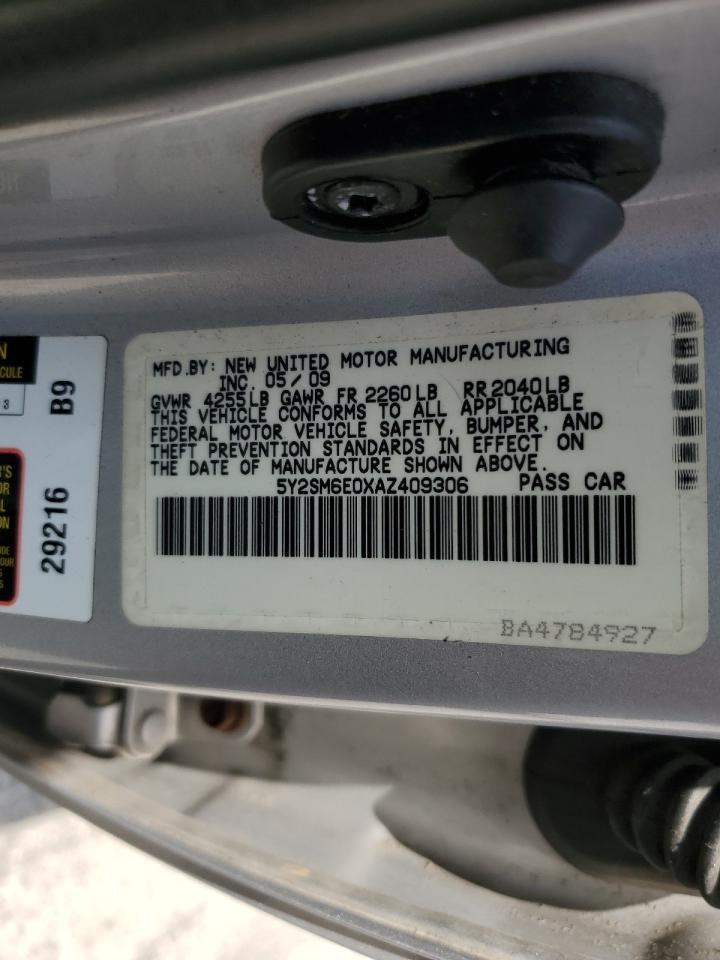 MFD.BY: NEW UNITED MOTOR MANUFACTURING
INC. 05/09
GVWR 4255LB GAWR FR 2260LB RR 2040LB
THIS VEHICLE CONFORMS TO ALL APPLICABLE
FEDERAL MOTOR VEHICLE SAFETY, BUMPER, AND
THEFT PREVENTION STANDARDS IN EFFECT ON
THE DATE OF MANUFACTURE SHOWN ABOVE.
5Y2SM6E0XAZ409306 PASS CAR
BA4784927
29216 B9
3